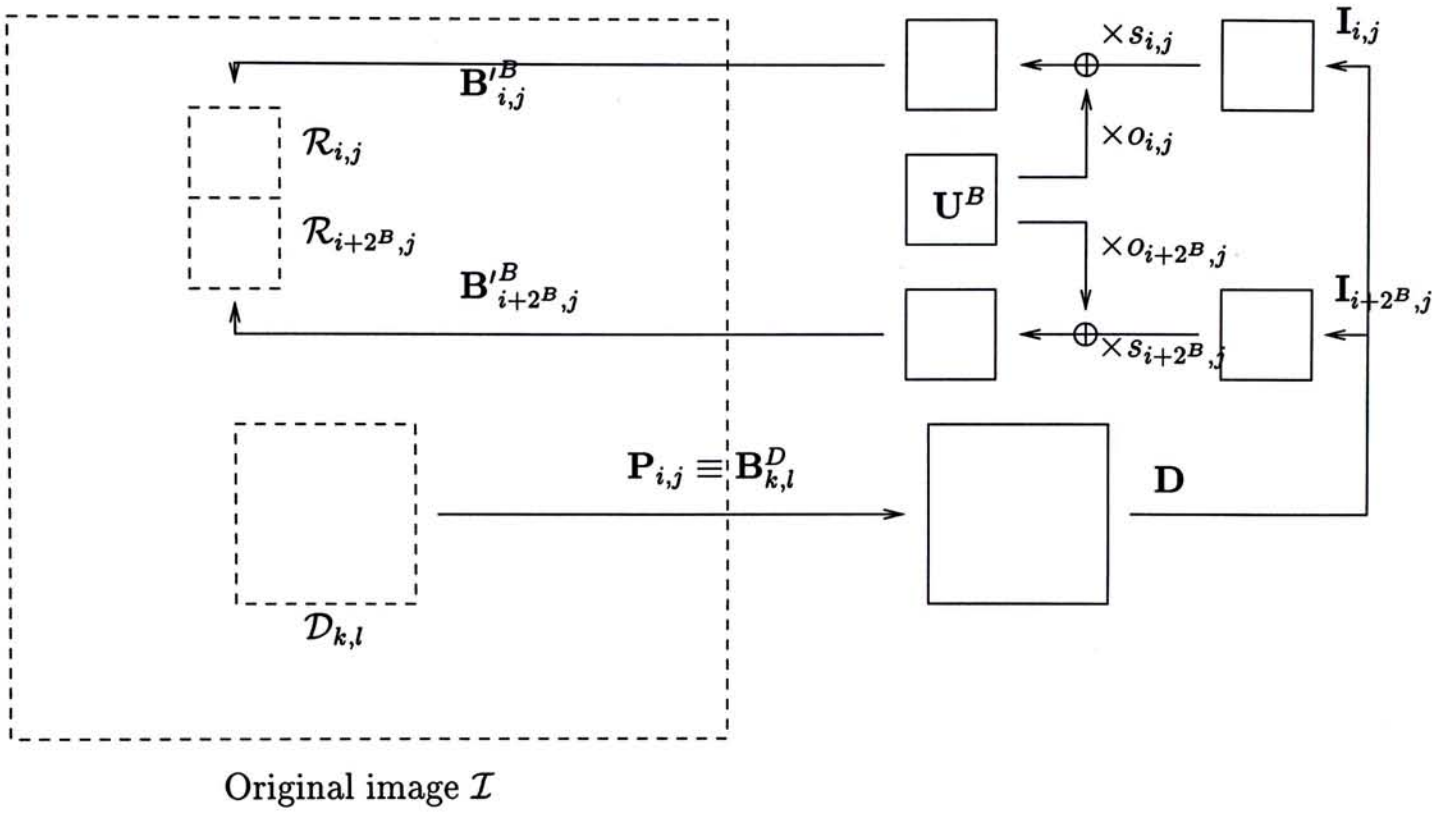 ×s_{i,j}
I_{i,j}
B'^B_{i,j}
R_{i,j}
×o_{i,j}
U^B
R_{i+2^B,j}
×o_{i+2^B,j}
B'^B_{i+2^B,j}
I_{i+2^B,j}
×s_{i+2^B,j}
P_{i,j} ≡ B^D_{k,l}
D
D_{k,l}
Original image I